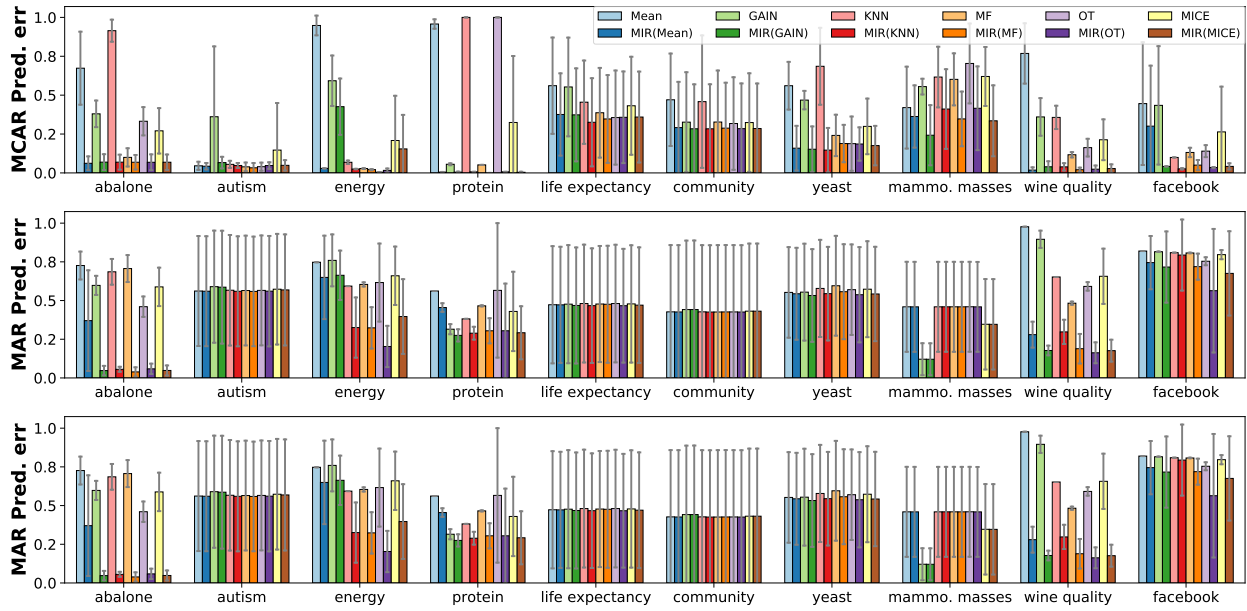 MCAR Pred. err
1.0
0.8
0.5
0.2
0.0
Mean GAIN KNN MF OT MICE
MIR(Mean) MIR(GAIN) MIR(KNN) MIR(MF) MIR(OT) MIR(MICE)
abalone autism energy protein life expectancy community yeast mammo. masses wine quality facebook
MAR Pred. err
1.0
0.8
0.5
0.2
0.0
abalone autism energy protein life expectancy community yeast mammo. masses wine quality facebook
MAR Pred. err
1.0
0.8
0.5
0.2
0.0
abalone autism energy protein life expectancy community yeast mammo. masses wine quality facebook